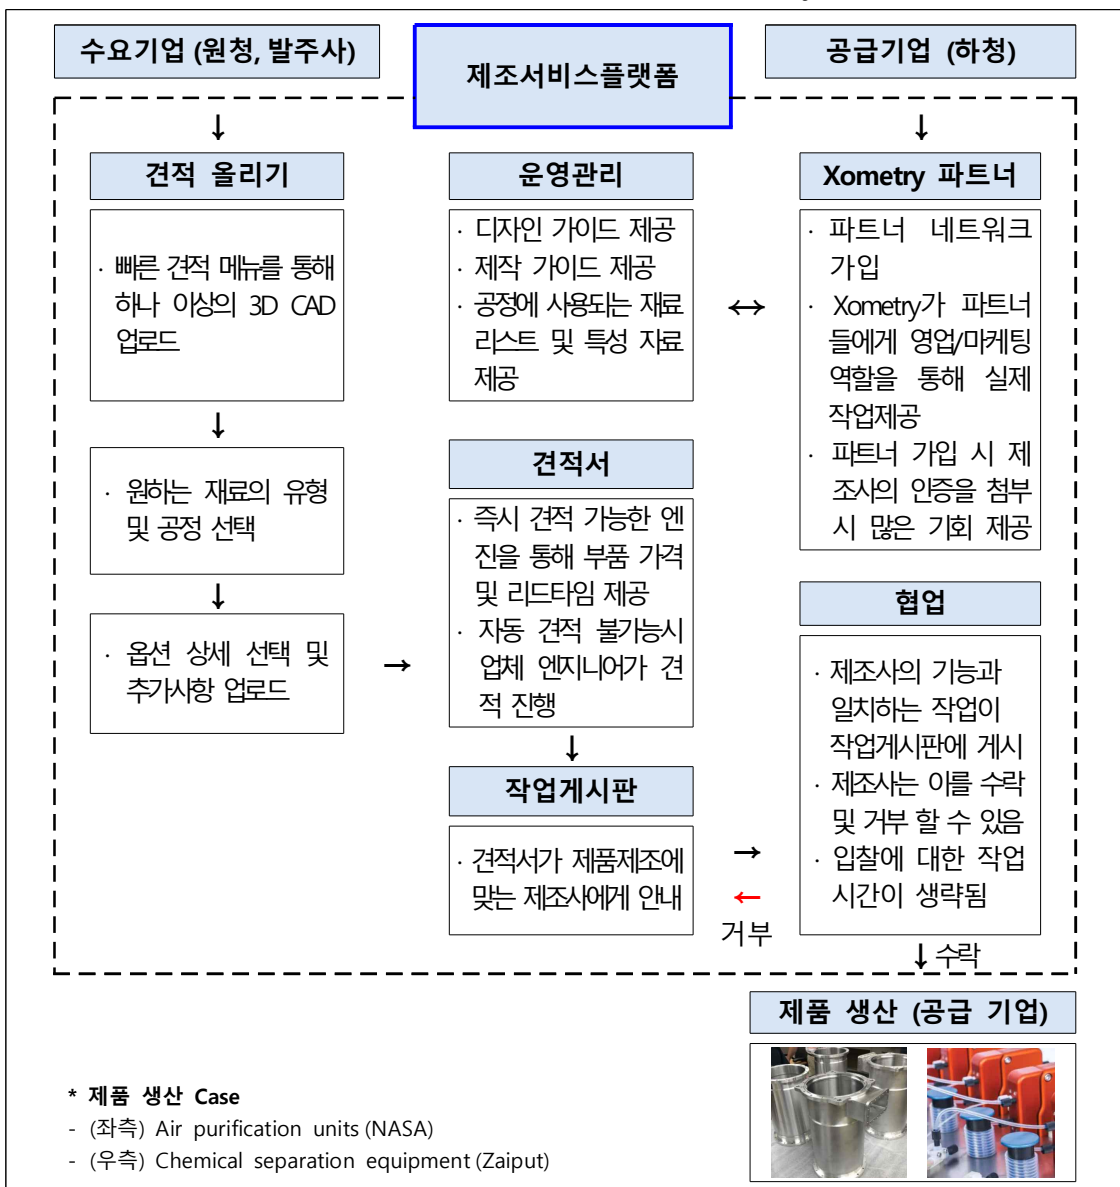 수요기업 (원청, 발주사)
제조서비스플랫폼
공급기업 (하청)
↓
↓
견적 올리기
· 빠른 견적 메뉴를 통해
하나 이상의 3D CAD
업로드
↓
· 원하는 재료의 유형
및 공정 선택
↓
· 옵션 상세 선택 및
추가사항 업로드
→
운영관리
· 디자인 가이드 제공
· 제작 가이드 제공
· 공정에 사용되는 재료
리스트 및 특성 자료
제공
↔
견적서
· 즉시 견적 가능한 엔
진을 통해 부품 가격
및 리드타임 제공
· 자동 견적 불가능시
업체 엔지니어가 견
적 진행
↓
작업게시판
· 견적서가 제품제조에
맞는 제조사에게 안내
→
←
거부
Xometry 파트너
· 파트너 네트워크
가입
· Xometry가 파트너
들에게 영업/마케팅
역할을 통해 실제
작업제공
· 파트너 가입 시 제
조사의 인증을 첨부
시 많은 기회 제공
협업
· 제조사의 기능과
일치하는 작업이
작업게시판에 게시
· 제조사는 이를 수락
및 거부 할 수 있음
· 입찰에 대한 작업
시간이 생략됨
↓ 수락
제품 생산 (공급 기업)
* 제품 생산 Case
- (좌측) Air purification units (NASA)
- (우측) Chemical separation equipment (Zaiput)